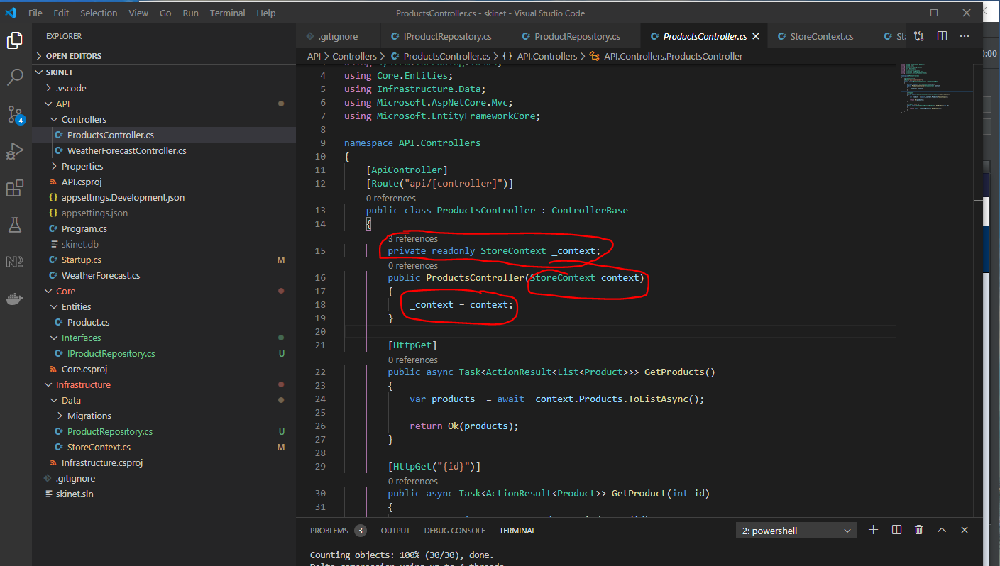 File Edit Selection View Go Run Terminal Help ProductsController.cs - skinet - Visual Studio Code
EXPLORER
.gitignore IProductRepository.cs ProductRepository.cs ProductsController.cs StoreContext.cs
OPEN EDITORS
API > Controllers > ProductsController.cs > {} API.Controllers > API.Controllers.ProductsController
SKINET
.vscode
API
Controllers
ProductsController.cs
WeatherForecastController.cs
Properties
API.csproj
{} appsettings.Development.json
{} appsettings.json
Program.cs
skinet.db
Startup.cs M
WeatherForecast.cs
Core
Entities
Product.cs
Interfaces
IProductRepository.cs U
Core.csproj
Infrastructure
Data
Migrations
ProductRepository.cs U
StoreContext.cs M
Infrastructure.csproj
.gitignore
skinet.sln
4
4 using Core.Entities;
5 using Infrastructure.Data;
6 using Microsoft.AspNetCore.Mvc;
7 using Microsoft.EntityFrameworkCore;
8
9 namespace API.Controllers
10 {
11 [ApiController]
12 [Route("api/[controller]")]
0 references
13 public class ProductsController : ControllerBase
14 {
3 references
15 private readonly StoreContext _context;
0 references
16 public ProductsController(StoreContext context)
17 {
18 _context = context;
19 }
20
21 [HttpGet]
0 references
22 public async Task<ActionResult<List<Product>>> GetProducts()
23 {
24 var products  = await _context.Products.ToListAsync();
25
26 return Ok(products);
27 }
28
29 [HttpGet("{id}")]
0 references
30 public async Task<ActionResult<Product>> GetProduct(int id)
31 {
PROBLEMS 3 OUTPUT DEBUG CONSOLE TERMINAL 2: powershell
Counting objects: 100% (30/30), done.